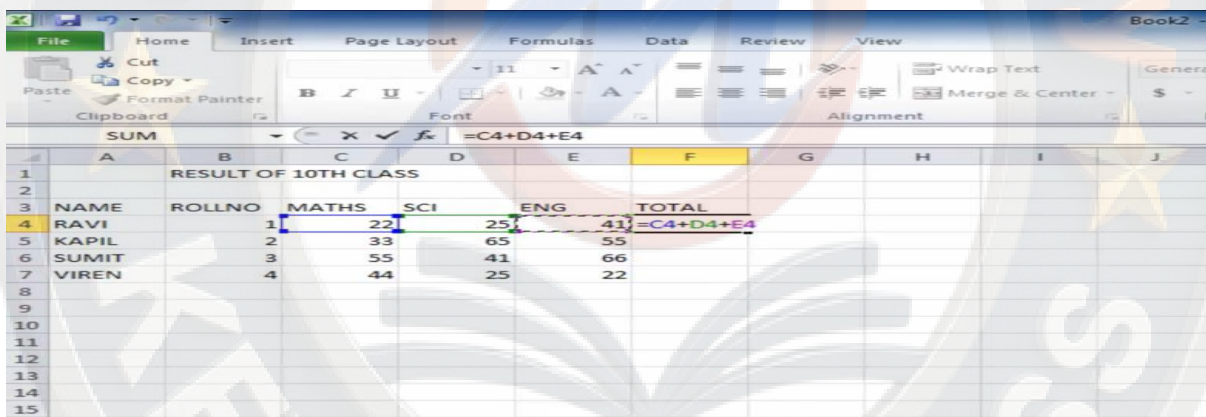 Book2 -
File Home Insert Page Layout Formulas Data Review View
Cut
Copy
Paste
Format Painter
11 A A
B I U A
Wrap Text
Merge & Center
Genera
$
Clipboard Font Alignment
SUM fx =C4+D4+E4
A B C D E F G H I J
1 RESULT OF 10TH CLASS
2
3 NAME ROLLNO MATHS SCI ENG TOTAL
4 RAVI 1 22 25 41 =C4+D4+E4
5 KAPIL 2 33 65 55
6 SUMIT 3 55 41 66
7 VIREN 4 44 25 22
8
9
10
11
12
13
14
15